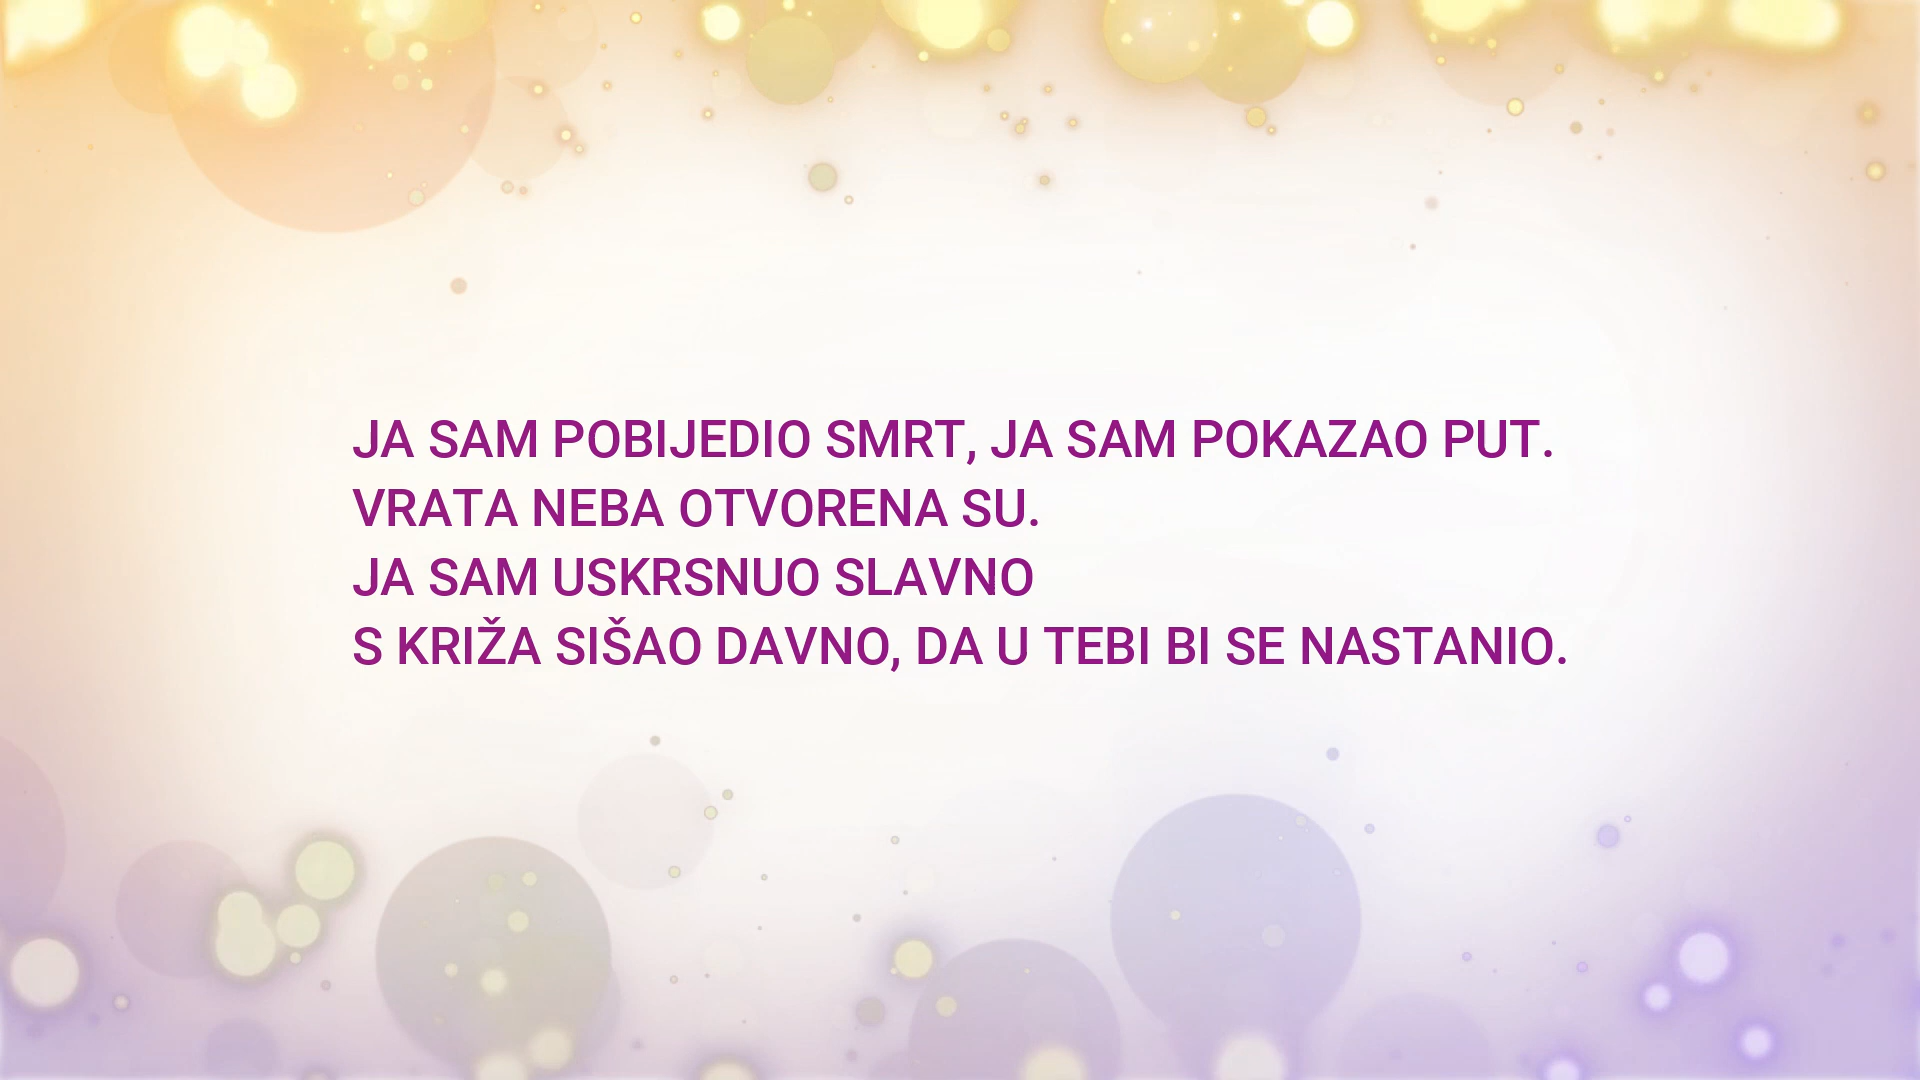 JA SAM POBIJEDIO SMRT, JA SAM POKAZAO PUT.
VRATA NEBA OTVORENA SU.
JA SAM USKRSNUO SLAVNO
S KRIŽA SIŠAO DAVNO, DA U TEBI BI SE NASTANIO.